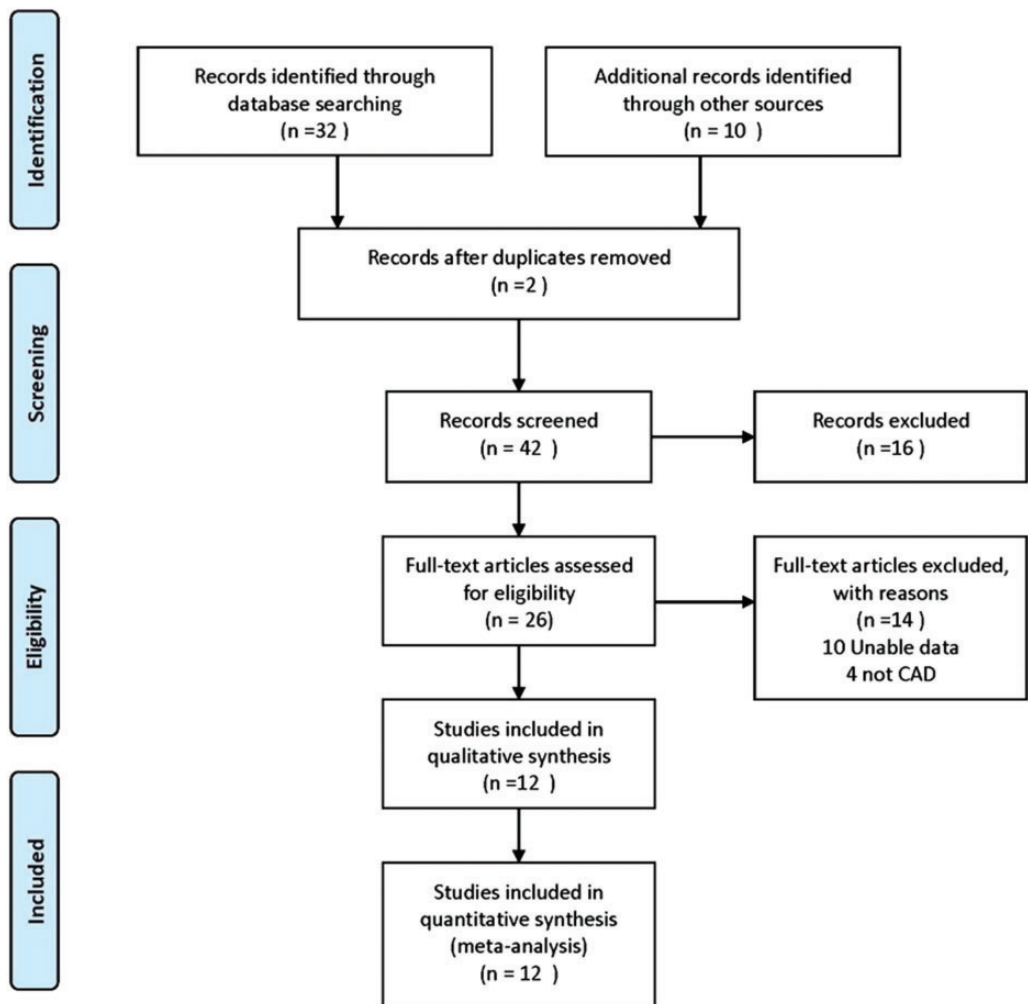 Identification
Records identified through
database searching
(n =32 )
Additional records identified
through other sources
(n = 10 )
Records after duplicates removed
(n =2 )
Screening
Records screened
(n = 42 )
Records excluded
(n =16 )
Eligibility
Full-text articles assessed
for eligibility
(n = 26)
Full-text articles excluded,
with reasons
(n =14 )
10 Unable data
4 not CAD
Studies included in
qualitative synthesis
(n =12 )
Included
Studies included in
quantitative synthesis
(meta-analysis)
(n = 12 )